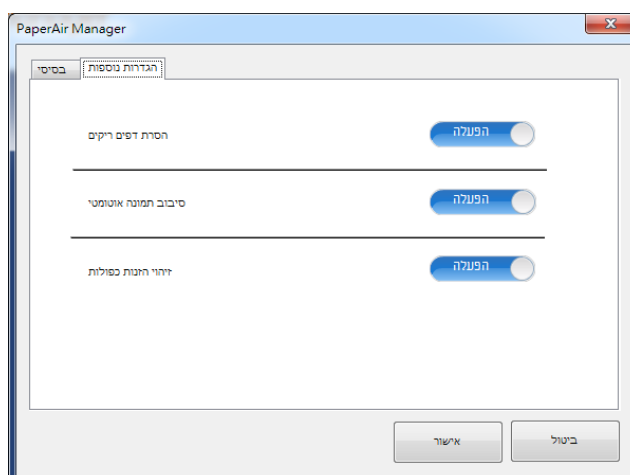 PaperAir Manager
בסיסי
הגדרות נוספות
הסרת דפים ריקים
הפעלה
סיבוב תמונה אוטומטי
הפעלה
זיהוי הזנות כפולות
הפעלה
אישור
ביטול